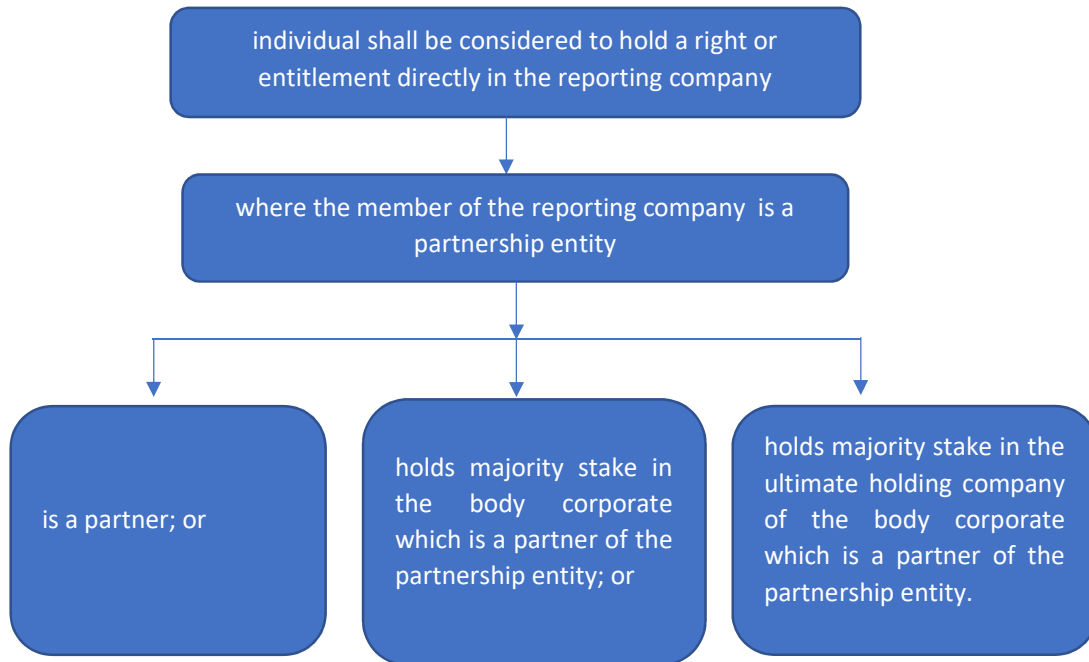 individual shall be considered to hold a right or
entitlement directly in the reporting company
where the member of the reporting company is a
partnership entity
is a partner; or
holds majority stake in
the body corporate
which is a partner of the
partnership entity; or
holds majority stake in the
ultimate holding company
of the body corporate
which is a partner of the
partnership entity.